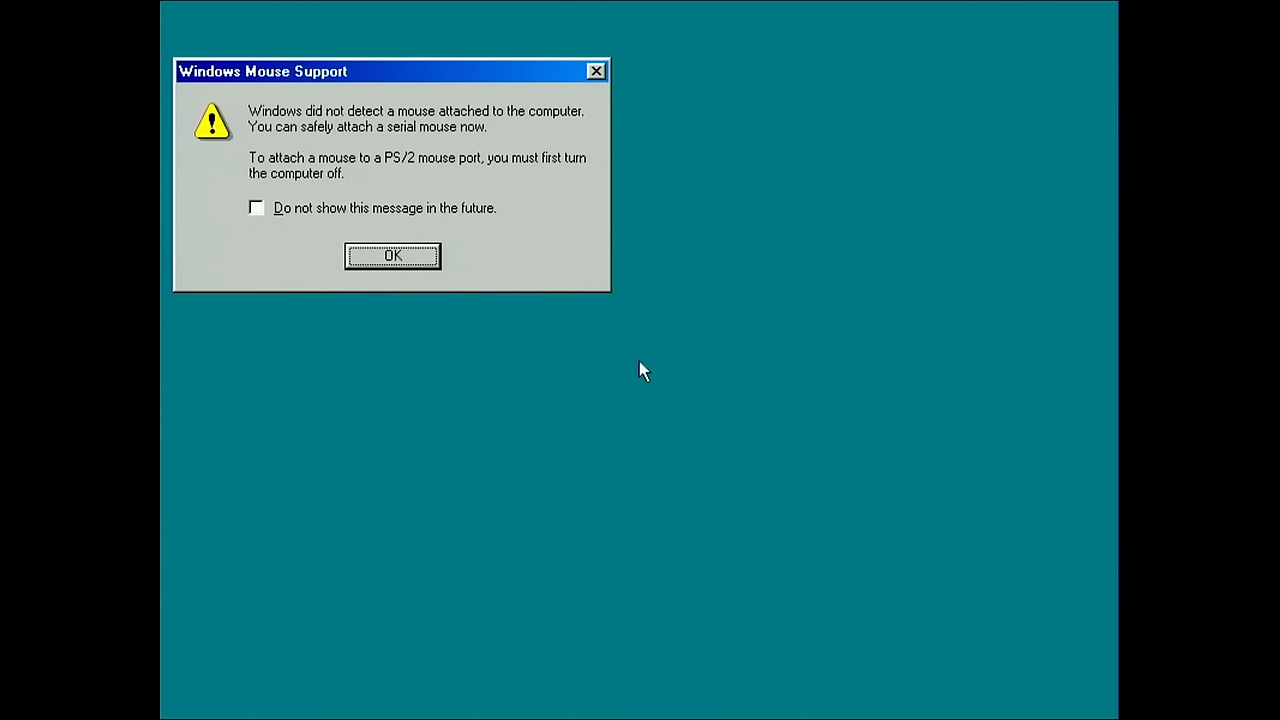 Windows Mouse Support
Windows did not detect a mouse attached to the computer.
You can safely attach a serial mouse now.
To attach a mouse to a PS/2 mouse port, you must first turn
the computer off.
Do not show this message in the future.
OK